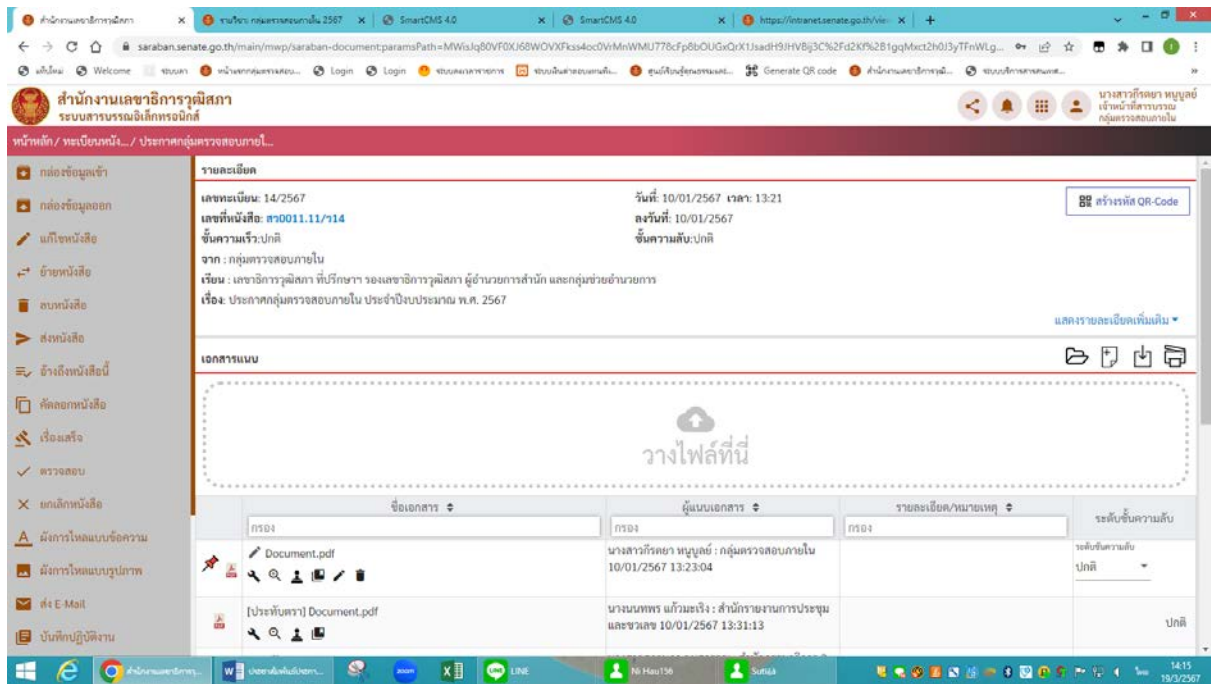 สำนักงานเลขาธิการวุฒิสภา
SmartCMS 4.0
SmartCMS 4.0
https://intranet.senate.go.th/vie
saraban.senate.go.th/main/mwp/saraban-document;paramsPath=
Welcome
ระบบลา
Login
Login
Generate QR code
สำนักงานเลขาธิการวุฒิสภา
ระบบสารบรรณอิเล็กทรอนิกส์
นางสาวกีรตยา หนูบูลย์
เจ้าหน้าที่สารบรรณ
กลุ่มตรวจสอบภายใน
หน้าหลัก / ทะเบียนหนัง... / ประกาศกลุ่มตรวจสอบภายใ...
กล่องข้อมูลเข้า
กล่องข้อมูลออก
แก้ไขหนังสือ
ย้ายหนังสือ
ลบหนังสือ
ส่งหนังสือ
อ้างถึงหนังสือนี้
คัดลอกหนังสือ
เรื่องเสร็จ
ตรวจสอบ
ยกเลิกหนังสือ
ผังการไหลแบบข้อความ
ผังการไหลแบบรูปภาพ
ส่ง E-Mail
บันทึกปฏิบัติงาน
รายละเอียด
เลขทะเบียน: 14/2567
วันที่: 10/01/2567 เวลา: 13:21
สร้างรหัส QR-Code
เลขที่หนังสือ: สว0011.11/ว14
ลงวันที่: 10/01/2567
ชั้นความเร็ว:ปกติ
ชั้นความลับ:ปกติ
จาก : กลุ่มตรวจสอบภายใน
เรียน : เลขาธิการวุฒิสภา ที่ปรึกษาฯ รองเลขาธิการวุฒิสภา ผู้อำนวยการสำนัก และกลุ่มช่วยอำนวยการ
เรื่อง: ประกาศกลุ่มตรวจสอบภายใน ประจำปีงบประมาณ พ.ศ. 2567
แสดงรายละเอียดเพิ่มเติม
เอกสารแนบ
วางไฟล์ที่นี่
ชื่อเอกสาร
ผู้แนบเอกสาร
รายละเอียด/หมายเหตุ
ระดับชั้นความลับ
กรอง
กรอง
กรอง
Document.pdf
นางสาวกีรตยา หนูบูลย์ : กลุ่มตรวจสอบภายใน
10/01/2567 13:23:04
ระดับชั้นความลับ
ปกติ
[ประทับตรา] Document.pdf
นางนนทพร แก้วมะเริง : สำนักรายงานการประชุม
และชวเลข 10/01/2567 13:31:13
ปกติ
zoom
LINE
Ni Hau156
14:15
19/3/2567